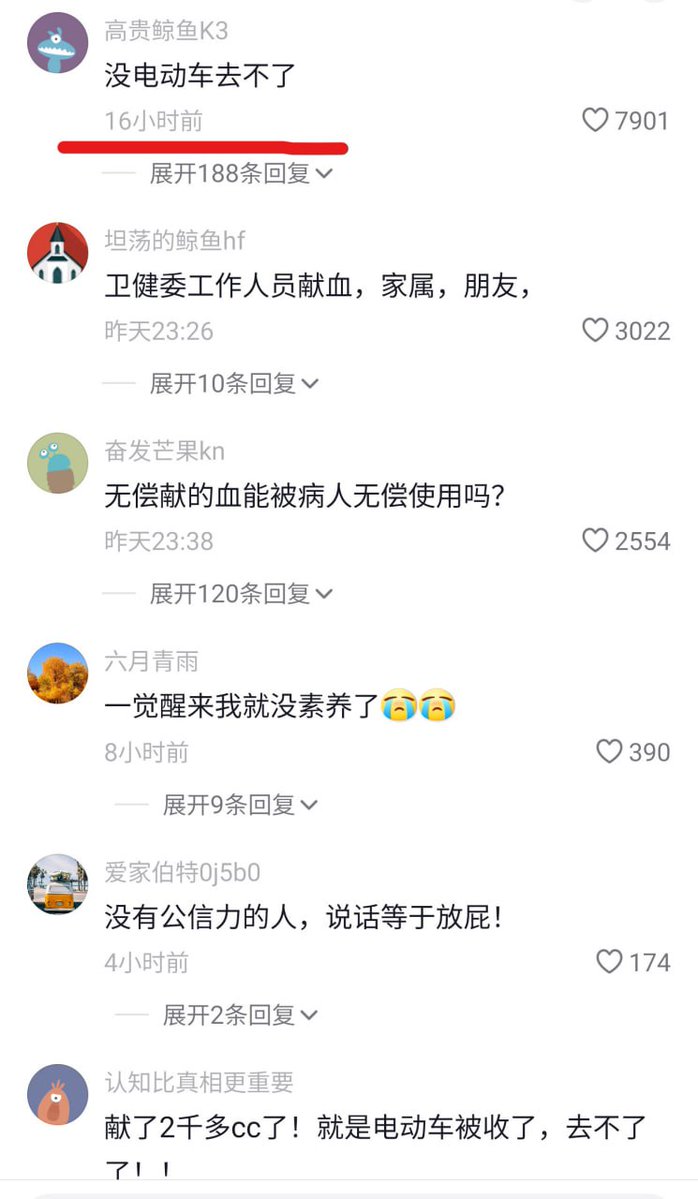 高贵鲸鱼K3
没电动车去不了
16小时前
7901
展开188条回复
坦荡的鲸鱼hf
卫健委工作人员献血，家属，朋友，
昨天23:26
3022
展开10条回复
奋发芒果kn
无偿献的血能被病人无偿使用吗？
昨天23:38
2554
展开120条回复
六月青雨
一觉醒来我就没素养了😭😭
8小时前
390
展开9条回复
爱家伯特0j5b0
没有公信力的人，说话等于放屁！
4小时前
174
展开2条回复
认知比真相更重要
献了2千多cc了！就是电动车被收了，去不了
了！！